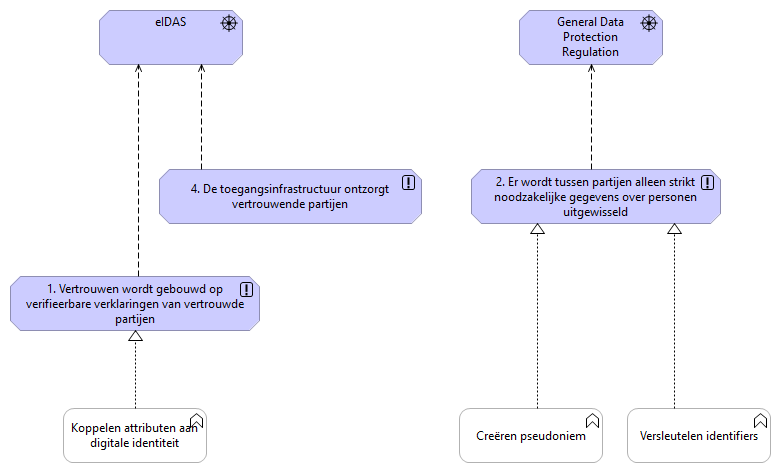 eIDAS
General Data
Protection
Regulation
4. De toegangsinfrastructuur ontzorgt
vertrouwende partijen
2. Er wordt tussen partijen alleen strikt
noodzakelijke gegevens over personen
uitgewisseld
1. Vertrouwen wordt gebouwd op
verifieerbare verklaringen van vertrouwde
partijen
Koppelen attributen aan
digitale identiteit
Creëren pseudoniem
Versleutelen identifiers